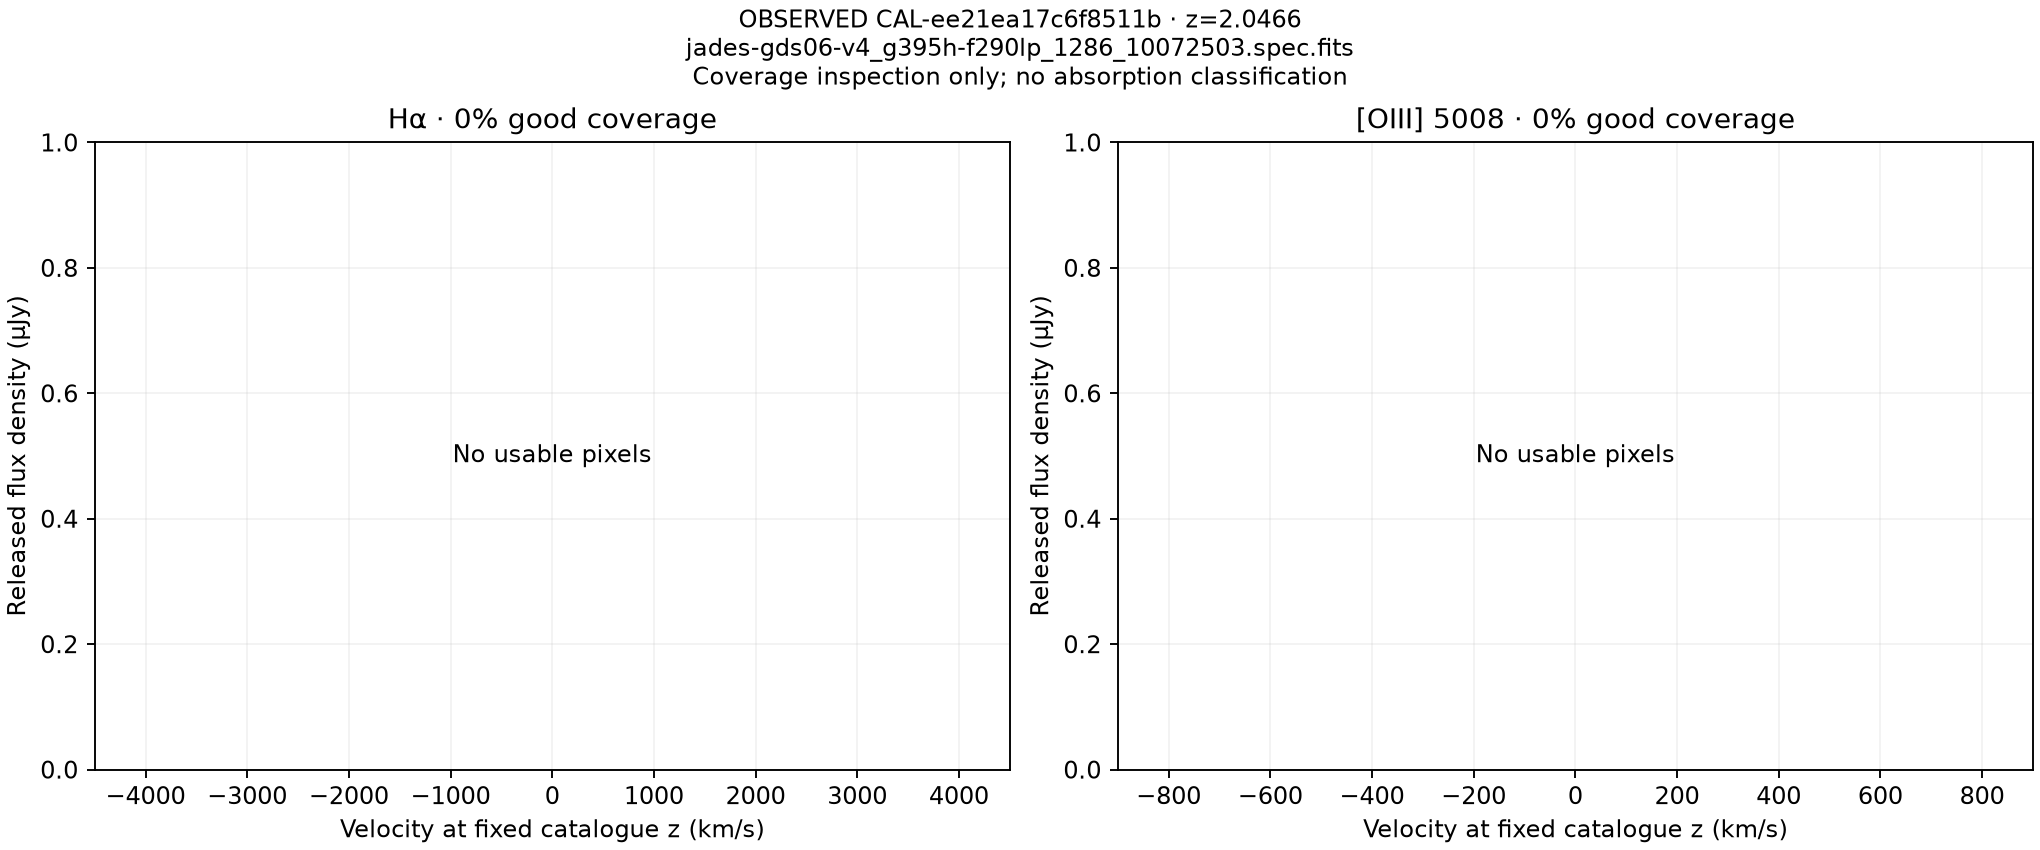 OBSERVED CAL-ee21ea17c6f8511b · z=2.0466
jades-gds06-v4_g395h-f290lp_1286_10072503.spec.fits
Coverage inspection only; no absorption classification
Hα · 0% good coverage
1.0
0.8
0.6
0.4
0.2
0.0
Released flux density (μJy)
No usable pixels
−4000 −3000 −2000 −1000 0 1000 2000 3000 4000
Velocity at fixed catalogue z (km/s)
[OIII] 5008 · 0% good coverage
1.0
0.8
0.6
0.4
0.2
0.0
Released flux density (μJy)
No usable pixels
−800 −600 −400 −200 0 200 400 600 800
Velocity at fixed catalogue z (km/s)